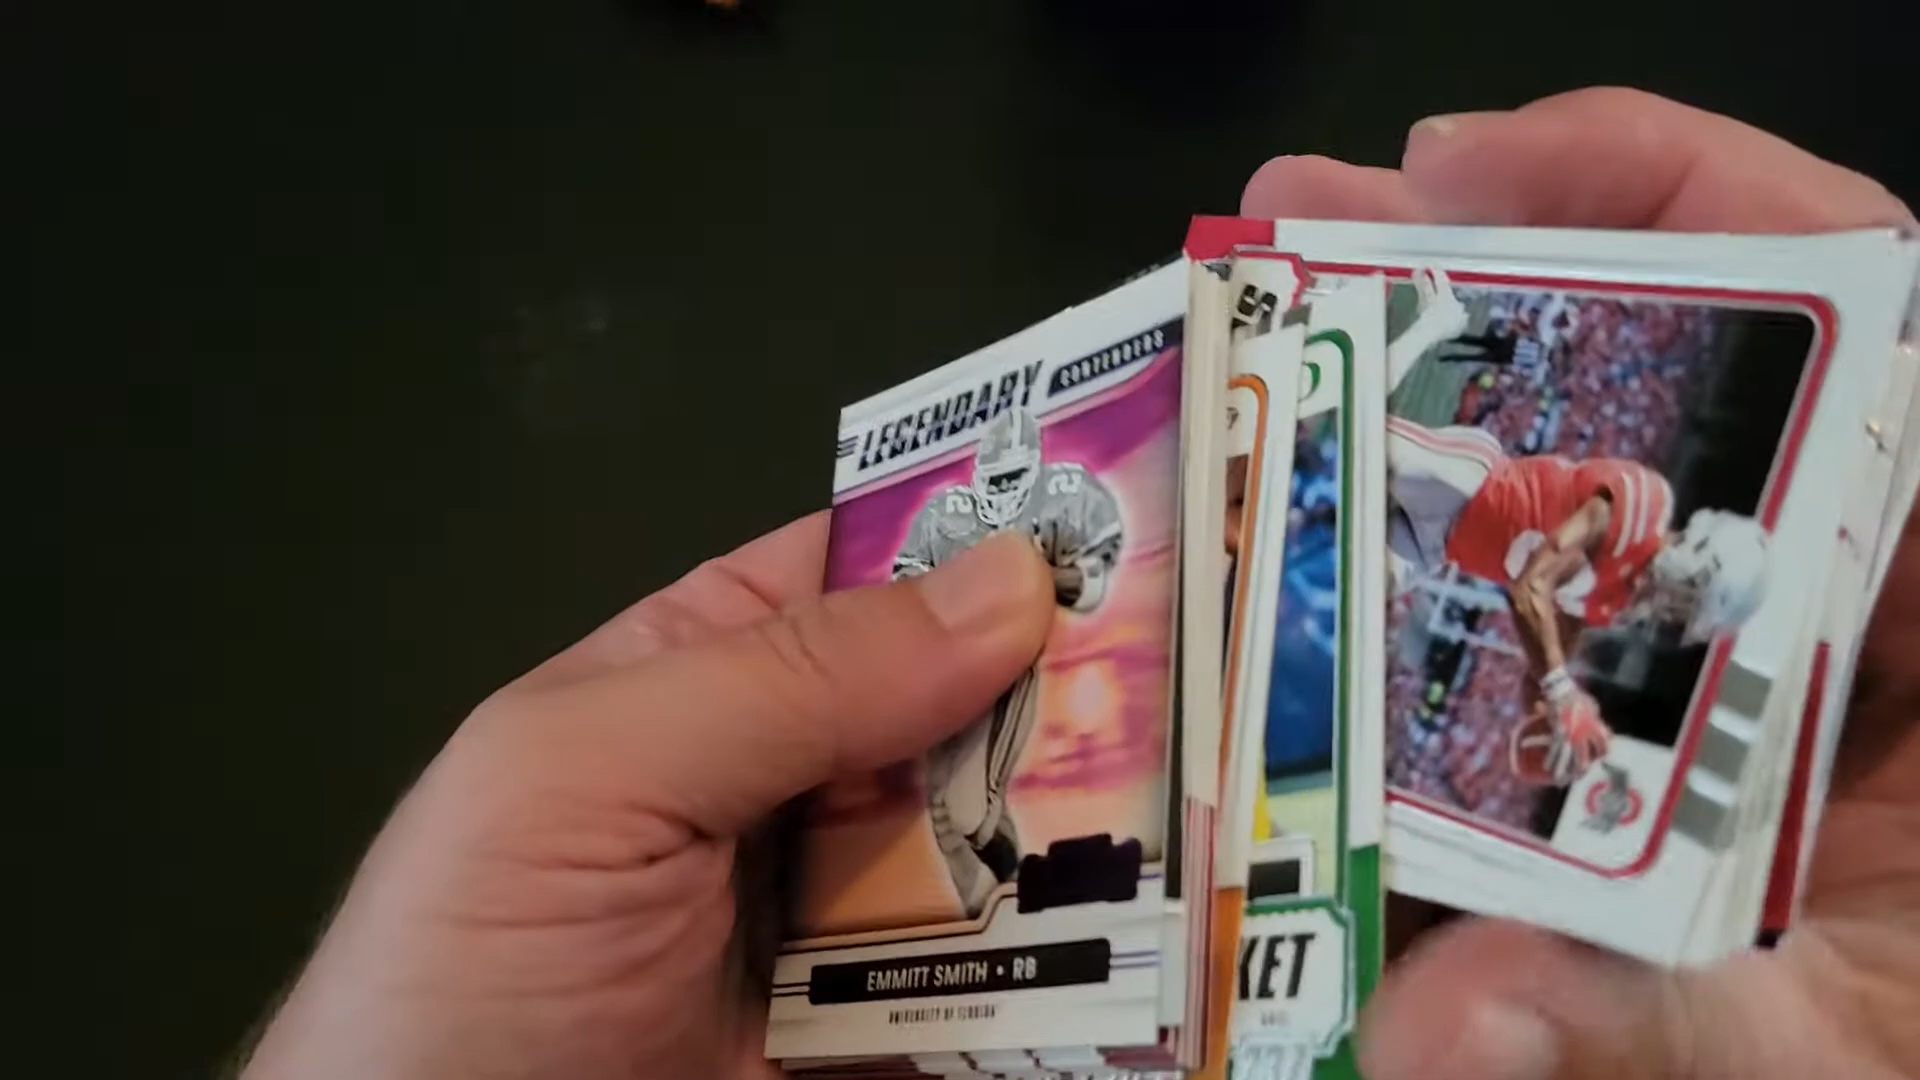 LEGENDARY
CONTENDERS
EMMITT SMITH • RB
UNIVERSITY OF FLORIDA
KET
S